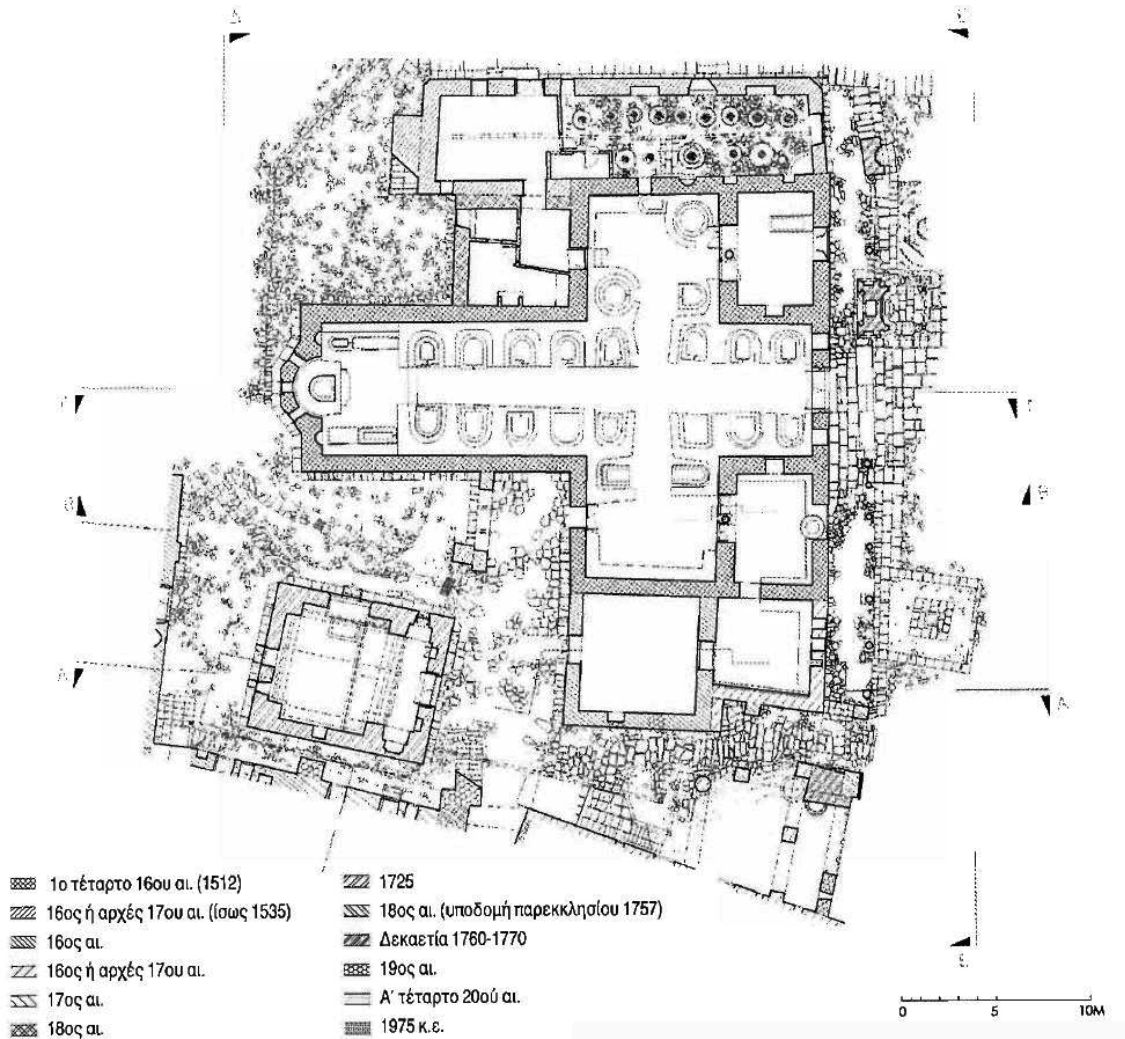 Δ
Ε
Γ
Γ
Β
Β
Α
Α
Ε
1ο τέταρτο 16ου αι. (1512)
16ος ή αρχές 17ου αι. (ίσως 1535)
16ος αι.
16ος ή αρχές 17ου αι.
17ος αι.
18ος αι.
1725
18ος αι. (υποδομή παρεκκλησίου 1757)
Δεκαετία 1760-1770
19ος αι.
Α΄ τέταρτο 20ού αι.
1975 κ.ε.
0 5 10Μ